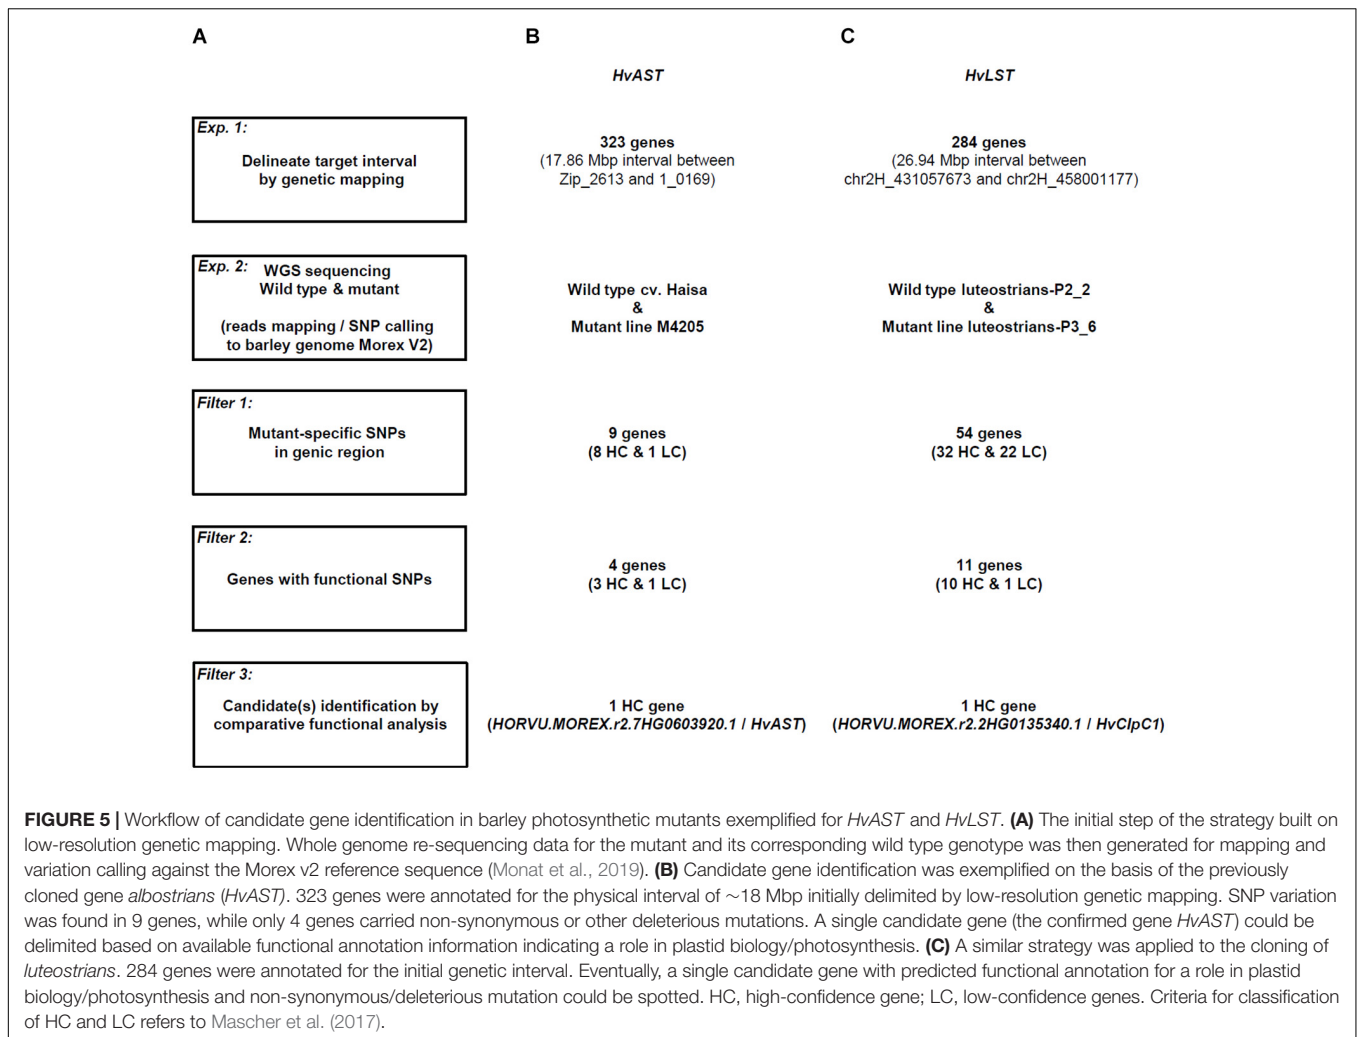 A
B
C
HvAST
HvLST
Exp. 1:
Delineate target interval
by genetic mapping
323 genes
(17.86 Mbp interval between
Zip_2613 and 1_0169)
284 genes
(26.94 Mbp interval between
chr2H_431057673 and chr2H_458001177)
Exp. 2:
WGS sequencing
Wild type & mutant
(reads mapping / SNP calling
to barley genome Morex V2)
Wild type cv. Haisa
&
Mutant line M4205
Wild type luteostrians-P2_2
&
Mutant line luteostrians-P3_6
Filter 1:
Mutant-specific SNPs
in genic region
9 genes
(8 HC & 1 LC)
54 genes
(32 HC & 22 LC)
Filter 2:
Genes with functional SNPs
4 genes
(3 HC & 1 LC)
11 genes
(10 HC & 1 LC)
Filter 3:
Candidate(s) identification by
comparative functional analysis
1 HC gene
(HORVU.MOREX.r2.7HG0603920.1 / HvAST)
1 HC gene
(HORVU.MOREX.r2.2HG0135340.1 / HvClpC1)
FIGURE 5 | Workflow of candidate gene identification in barley photosynthetic mutants exemplified for HvAST and HvLST. (A) The initial step of the strategy built on
low-resolution genetic mapping. Whole genome re-sequencing data for the mutant and its corresponding wild type genotype was then generated for mapping and
variation calling against the Morex v2 reference sequence (Monat et al., 2019). (B) Candidate gene identification was exemplified on the basis of the previously
cloned gene albostrians (HvAST). 323 genes were annotated for the physical interval of ∼18 Mbp initially delimited by low-resolution genetic mapping. SNP variation
was found in 9 genes, while only 4 genes carried non-synonymous or other deleterious mutations. A single candidate gene (the confirmed gene HvAST) could be
delimited based on available functional annotation information indicating a role in plastid biology/photosynthesis. (C) A similar strategy was applied to the cloning of
luteostrians. 284 genes were annotated for the initial genetic interval. Eventually, a single candidate gene with predicted functional annotation for a role in plastid
biology/photosynthesis and non-synonymous/deleterious mutation could be spotted. HC, high-confidence gene; LC, low-confidence genes. Criteria for classification
of HC and LC refers to Mascher et al. (2017).